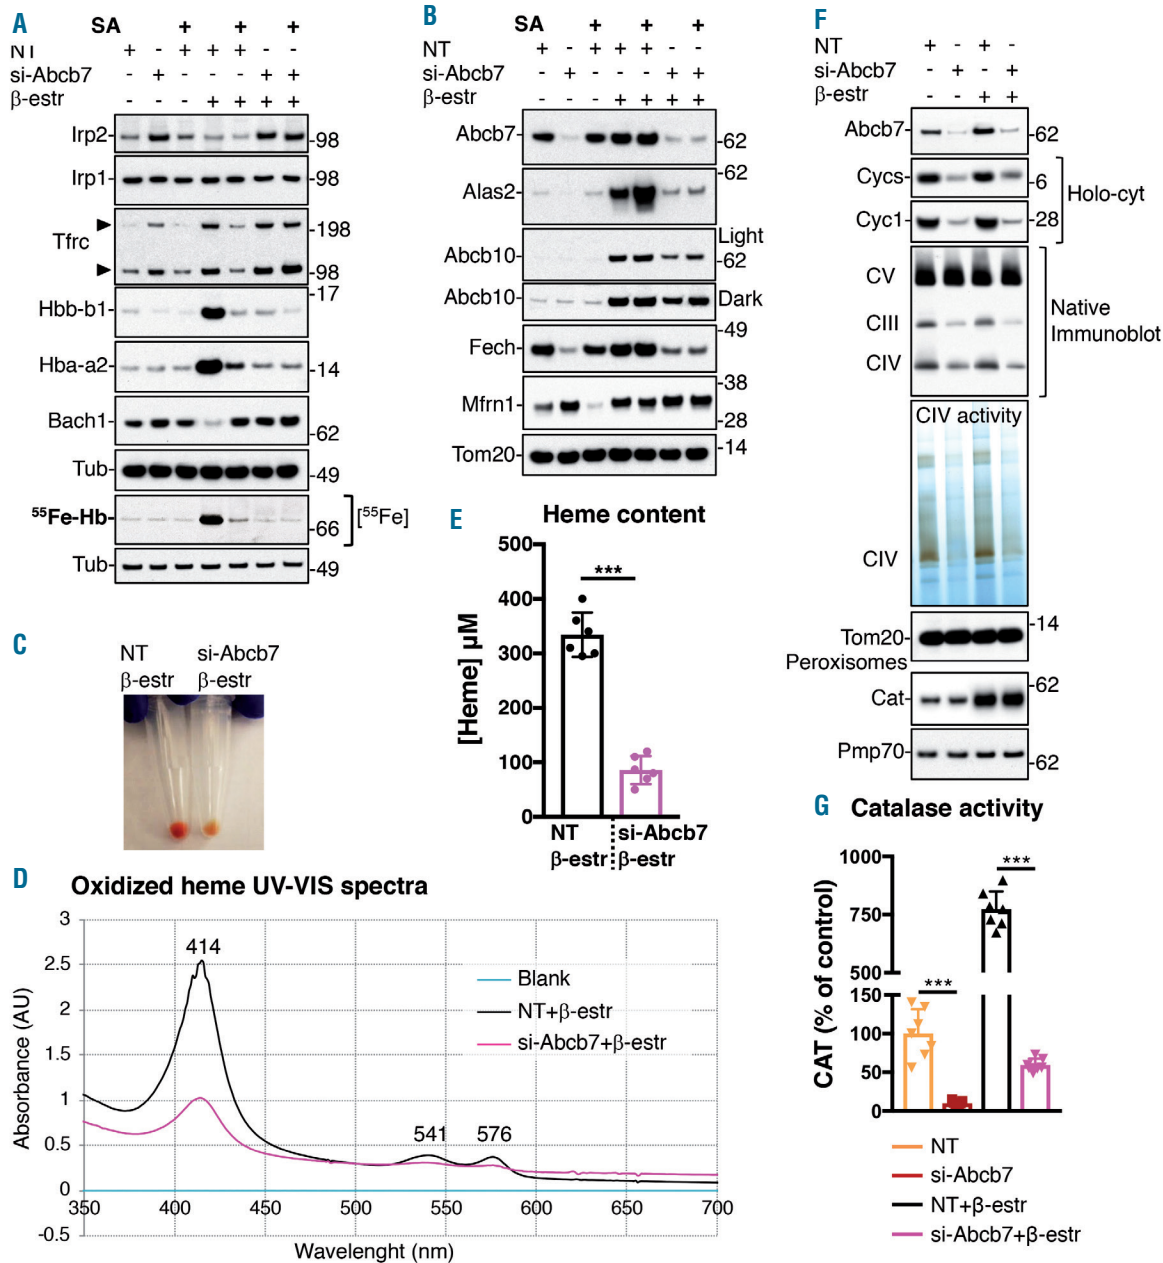 A
SA + + +
NT + - + + + - -
si-Abcb7 - + - - - + +
β-estr - - - + + + +
Irp2 -98
Irp1 -98
Tfrc -198
-98
-17
Hbb-b1
Hba-a2 -14
Bach1 -62
Tub -49
⁵⁵Fe-Hb -66 [⁵⁵Fe]
Tub -49
B
SA + + +
NT + - + + + - -
si-Abcb7 - + - - - + +
β-estr - - - + + + +
Abcb7 -62
-62
Alas2
Light
Abcb10 -62
Abcb10 Dark
-49
Fech
-38
Mfrn1
-28
-14
Tom20
C
NT si-Abcb7
β-estr β-estr
D Oxidized heme UV-VIS spectra
Absorbance (AU)
3
2.5
2
1.5
1
0.5
0
-0.5
414
541 576
Blank
NT+β-estr
si-Abcb7+β-estr
350 400 450 500 550 600 650 700
Wavelenght (nm)
E Heme content
[Heme] µM
500
400
300
200
100
0
***
NT si-Abcb7
β-estr β-estr
F
NT + - + -
si-Abcb7 - + - +
β-estr - - + +
Abcb7 -62
Cycs -6
Holo-cyt
Cyc1 -28
CV
CIII
CIV
Native
Immunoblot
CIV activity
CIV
-14
Tom20
Peroxisomes
-62
Cat
Pmp70
-62
G Catalase activity
CAT (% of control)
1000
750
500
150
100
50
0
***
***
NT
si-Abcb7
NT+β-estr
si-Abcb7+β-estr